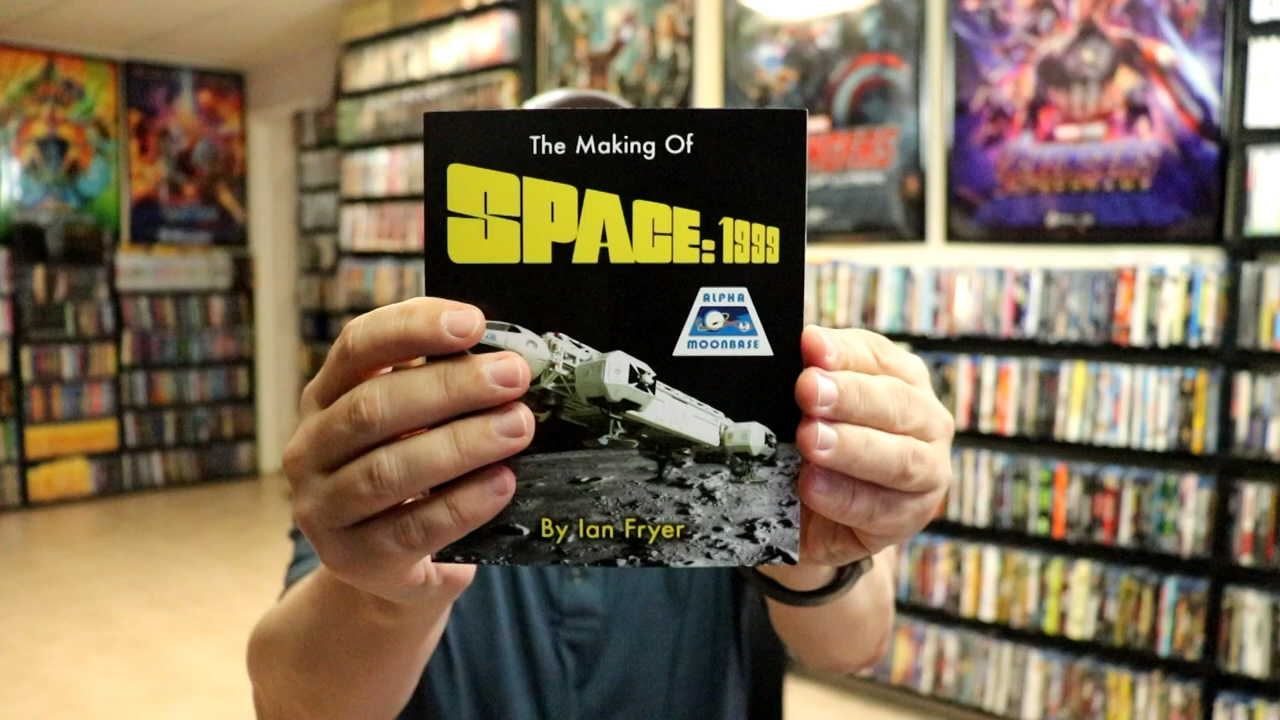 The Making Of
SPACE: 1999
ALPHA
MOONBASE
By Ian Fryer